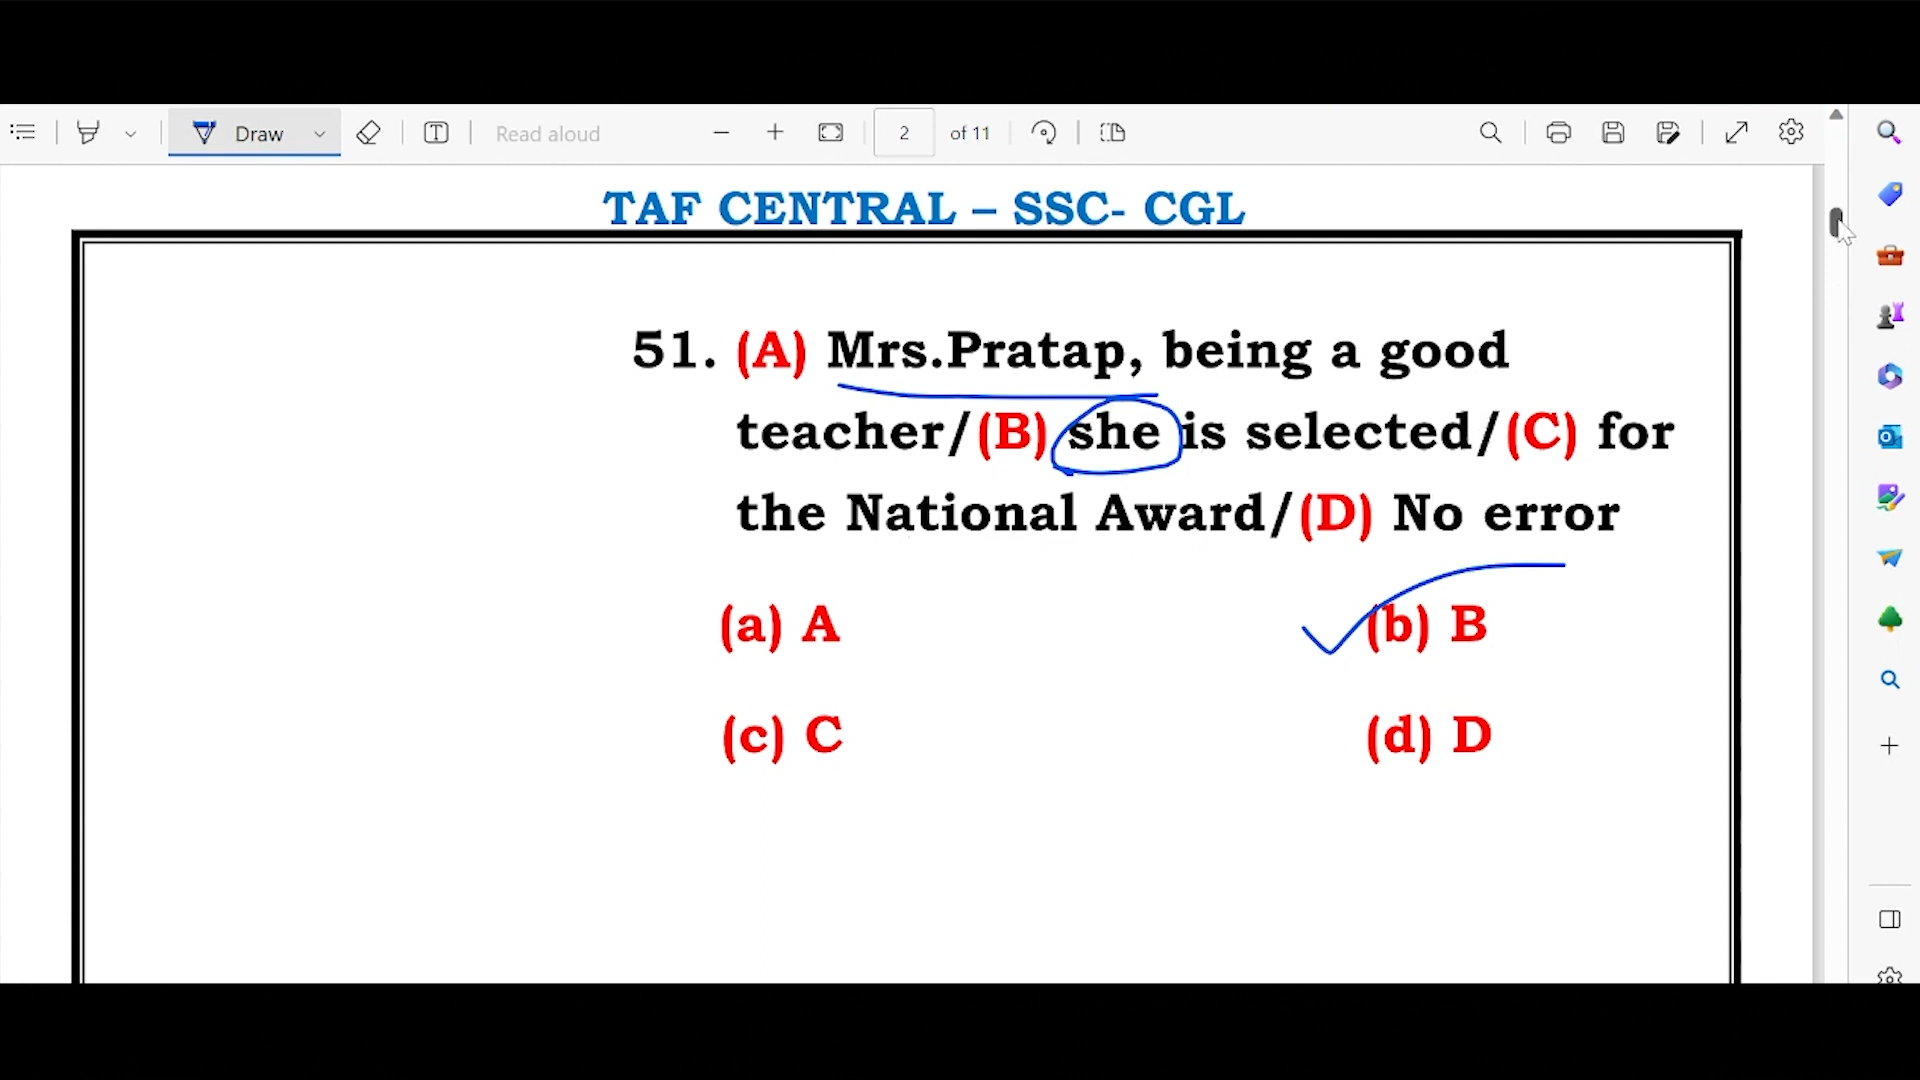 Draw
Read aloud
2 of 11
TAF CENTRAL – SSC- CGL
51. (A) Mrs.Pratap, being a good
teacher/(B) she is selected/(C) for
the National Award/(D) No error
(a) A (b) B
(c) C (d) D